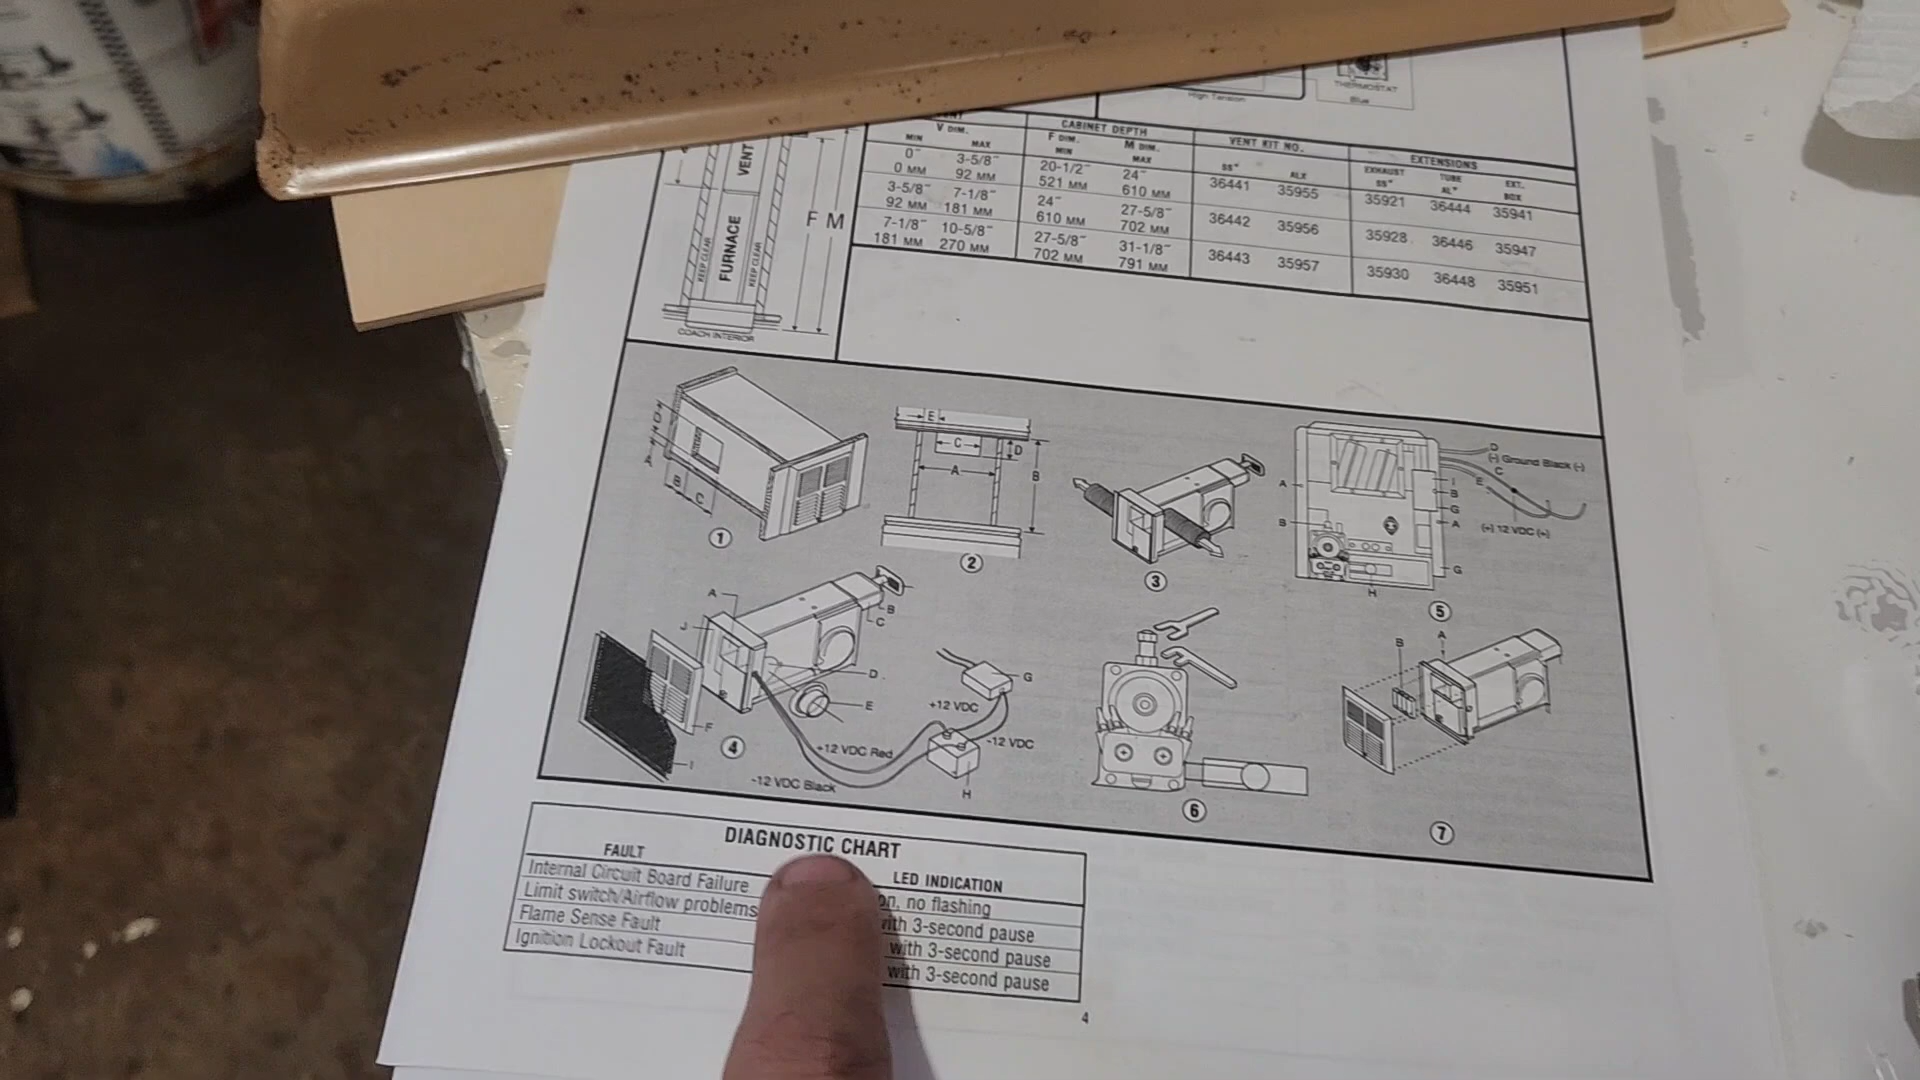 High Tension
THERMOSTAT
Blue
VENT
FURNACE
KEEP CLEAR
KEEP CLEAR
F M
COACH INTERIOR
V DIM.
MIN MAX
0" 3-5/8"
0 MM 92 MM
3-5/8" 7-1/8"
92 MM 181 MM
7-1/8" 10-5/8"
181 MM 270 MM
CABINET DEPTH
F DIM. M DIM.
MIN MAX
20-1/2" 24"
521 MM 610 MM
24" 27-5/8"
610 MM 702 MM
27-5/8" 31-1/8"
702 MM 791 MM
VENT KIT NO.
36441 35955
36442 35956
36443 35957
EXTENSIONS
EXHAUST TUBE EXT.
BOX
35921 36444 35941
35928 36446 35947
35930 36448 35951
D
A
B
C
1
E
C
D
A
B
2
3
D
(-) Ground Black (-)
C
E
A
I
B
G
B
A
(+) 12 VDC (+)
G
H
5
A
B
C
J
D
E
F
4
I
+12 VDC Red
-12 VDC Black
G
+12 VDC
-12 VDC
H
6
A
B
7
DIAGNOSTIC CHART
FAULT LED INDICATION
Internal Circuit Board Failure on, no flashing
Limit switch/Airflow problems with 3-second pause
Flame Sense Fault with 3-second pause
Ignition Lockout Fault with 3-second pause
4